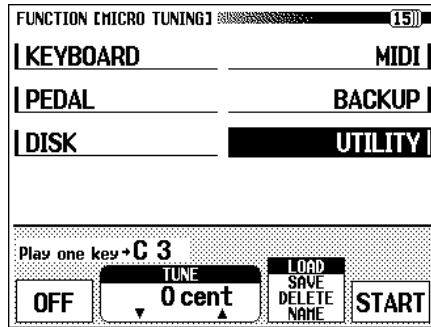 FUNCTION [MICRO TUNING] 15
KEYBOARD MIDI
PEDAL BACKUP
DISK UTILITY
Play one key→C 3
TUNE
OFF 0 cent START
LOAD
SAVE
DELETE
NAME